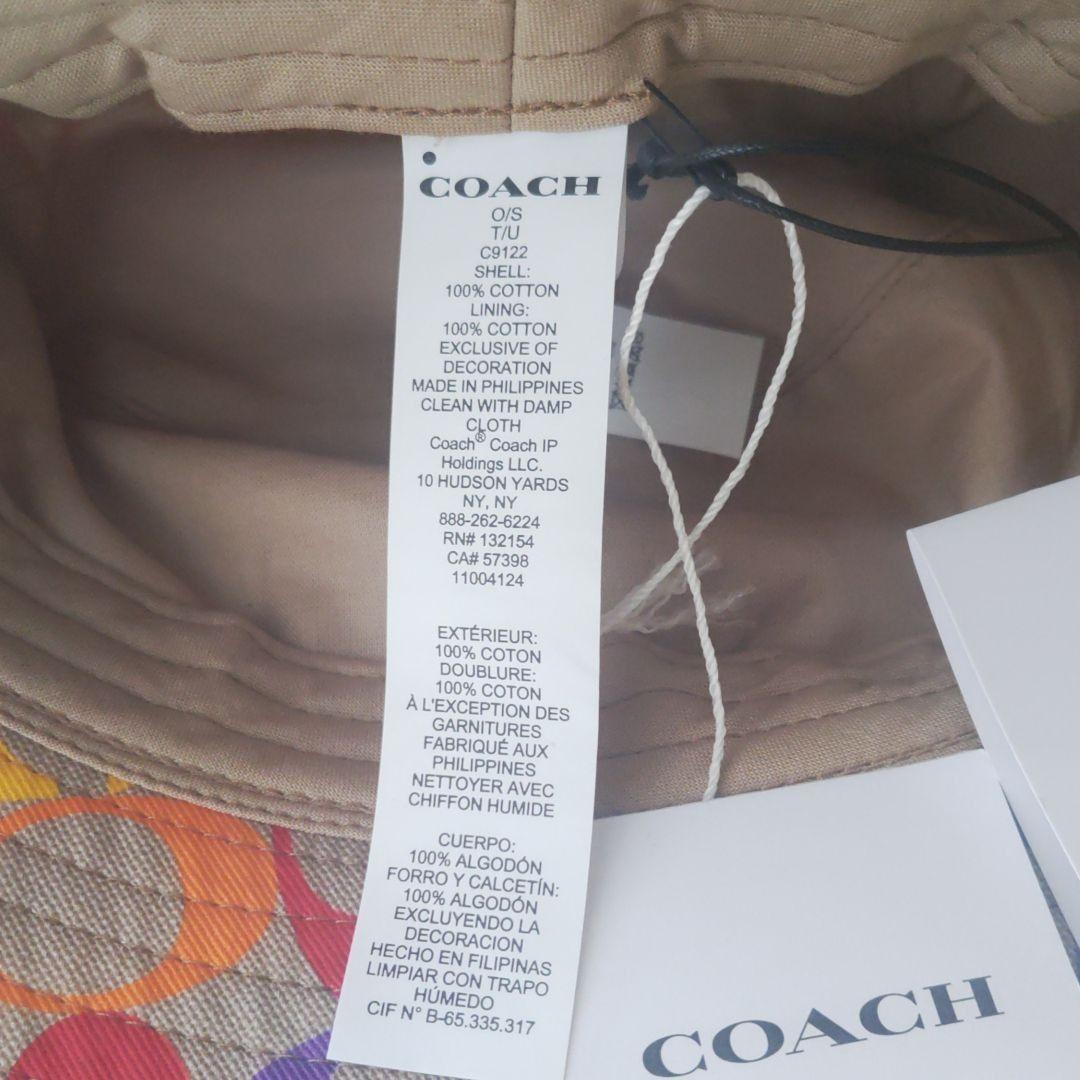 COACH
O/S
T/U
C9122
SHELL:
100% COTTON
LINING:
100% COTTON
EXCLUSIVE OF
DECORATION
MADE IN PHILIPPINES
CLEAN WITH DAMP
CLOTH
Coach® Coach IP
Holdings LLC.
10 HUDSON YARDS
NY, NY
888-262-6224
RN# 132154
CA# 57398
11004124
EXTÉRIEUR:
100% COTON
DOUBLURE:
100% COTON
À L'EXCEPTION DES
GARNITURES
FABRIQUÉ AUX
PHILIPPINES
NETTOYER AVEC
CHIFFON HUMIDE
CUERPO:
100% ALGODÓN
FORRO Y CALCETÍN:
100% ALGODÓN
EXCLUYENDO LA
DECORACION
HECHO EN FILIPINAS
LIMPIAR CON TRAPO
HÚMEDO
CIF N° B-65.335.317
COACH